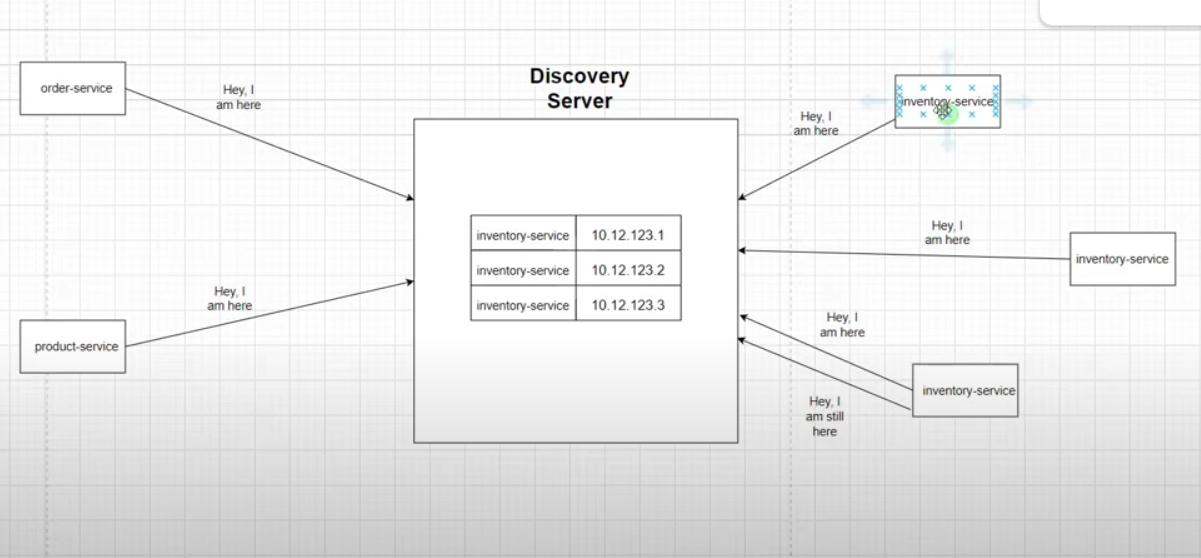 Discovery
Server
order-service
Hey, I
am here
inventory-service
Hey, I
am here
inventory-service 10.12.123.1
inventory-service 10.12.123.2
inventory-service 10.12.123.3
Hey, I
am here
inventory-service
Hey, I
am here
product-service
Hey, I
am here
inventory-service
Hey, I
am still
here